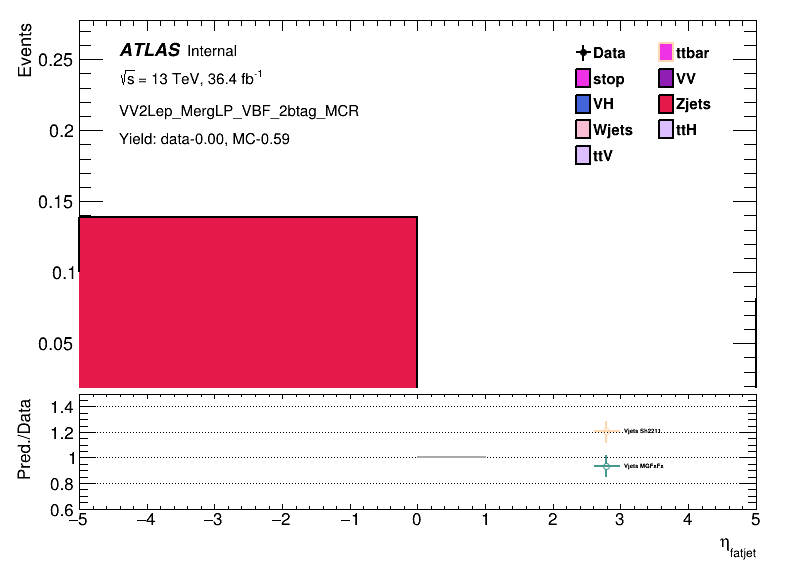 Events
0.25
0.2
0.15
0.1
0.05
ATLAS Internal
√s = 13 TeV, 36.4 fb⁻¹
VV2Lep_MergLP_VBF_2btag_MCR
Yield: data-0.00, MC-0.59
Data ttbar
stop VV
VH Zjets
Wjets ttH
ttV
Pred./Data
1.4
1.2
1
0.8
0.6
Vjets Sh2211
Vjets MGFxFx
−5 −4 −3 −2 −1 0 1 2 3 4 5
η_fatjet